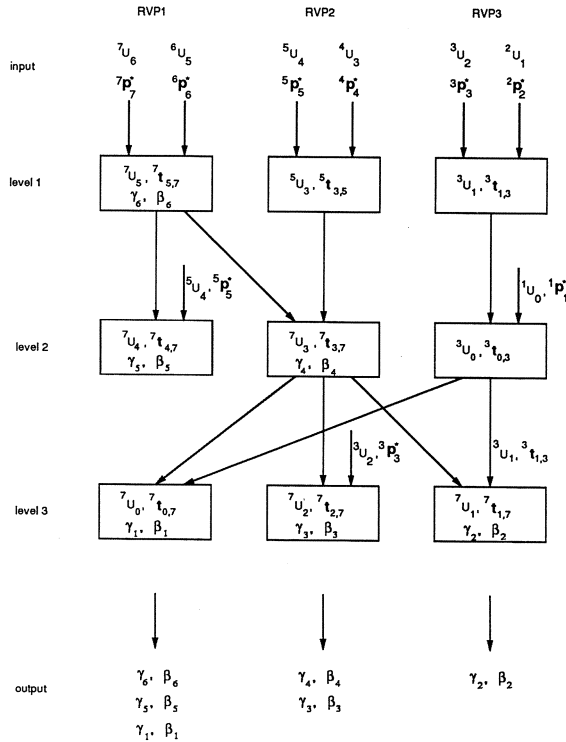 RVP1 RVP2 RVP3
input ⁷U₆ ⁶U₅ ⁵U₄ ⁴U₃ ³U₂ ²U₁
⁷p*₇ ⁶p*₆ ⁵p*₅ ⁴p*₄ ³p*₃ ²p*₂
level 1 ⁷U₅, ⁷t₅,₇ ⁵U₃, ⁵t₃,₅ ³U₁, ³t₁,₃
γ₆, β₆
⁵U₄, ⁵p*₅ ¹U₀, ¹p*₁
level 2 ⁷U₄, ⁷t₄,₇ ⁷U₃, ⁷t₃,₇ ³U₀, ³t₀,₃
γ₅, β₅ γ₄, β₄
³U₂, ³p*₃ ³U₁, ³t₁,₃
level 3 ⁷U₀, ⁷t₀,₇ ⁷U₂, ⁷t₂,₇ ⁷U₁, ⁷t₁,₇
γ₁, β₁ γ₃, β₃ γ₂, β₂
output γ₆, β₆ γ₄, β₄ γ₂, β₂
γ₅, β₅ γ₃, β₃
γ₁, β₁